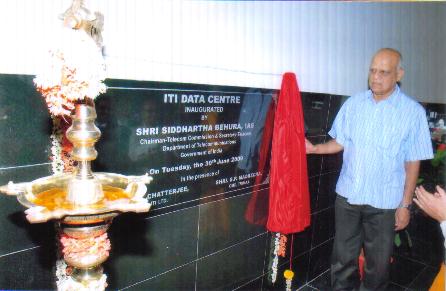 ITI DATA CENTRE
INAUGURATED
BY
SHRI SIDDHARTHA BEHURA, IAS
Chairman-Telecom Commission & Secretary Telecom
Department of Telecommunications
Government of India
On Tuesday, the 30th June 2009
In the presence of
CHATTERJEE, SHRI. S.K
LTD.